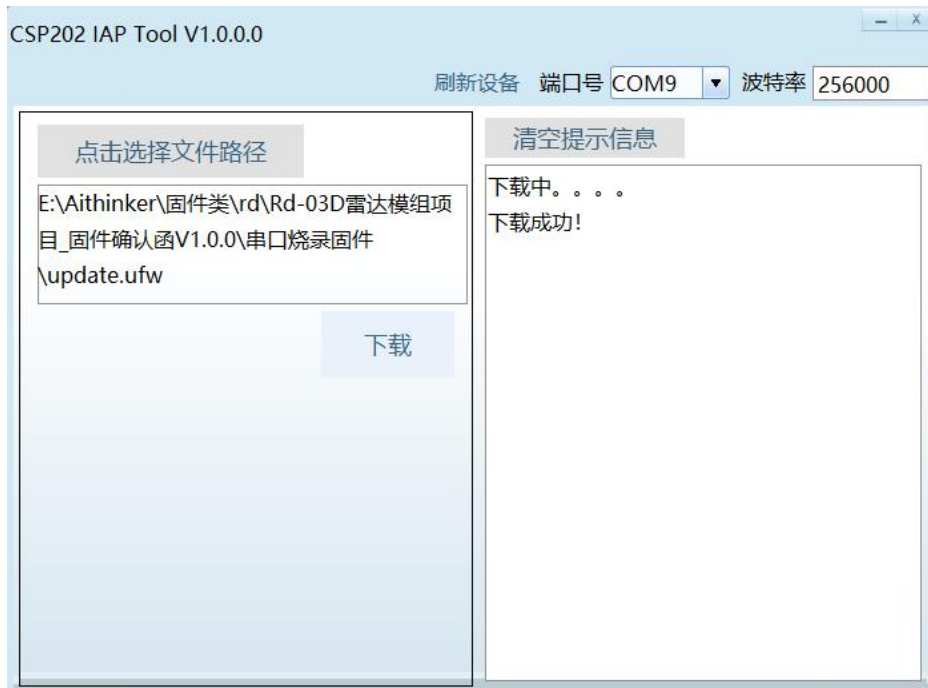 CSP202 IAP Tool V1.0.0.0
刷新设备 端口号 COM9 波特率 256000
点击选择文件路径
E:\Aithinker\固件类\rd\Rd-03D雷达模组项
目_固件确认函V1.0.0\串口烧录固件
\update.ufw
下载
清空提示信息
下载中。。。。
下载成功!